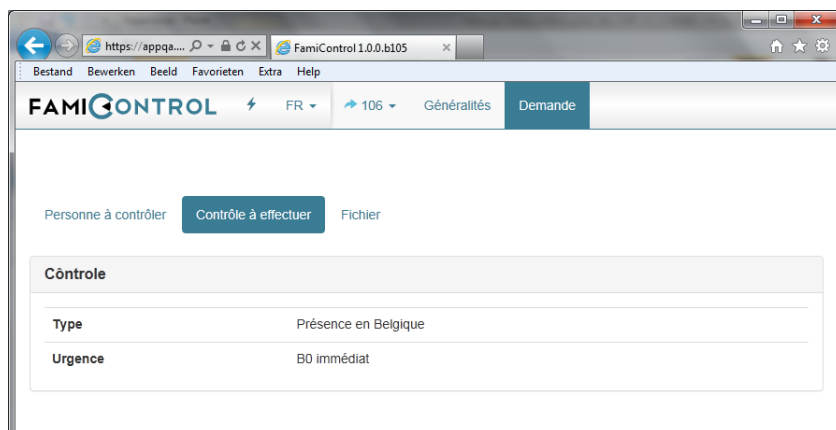 https://appqa....
FamiControl 1.0.0.b105
Bestand Bewerken Beeld Favorieten Extra Help
FAMICONTROL FR 106 Généralités Demande
Personne à contrôler Contrôle à effectuer Fichier
Côntrole
Type Présence en Belgique
Urgence B0 immédiat